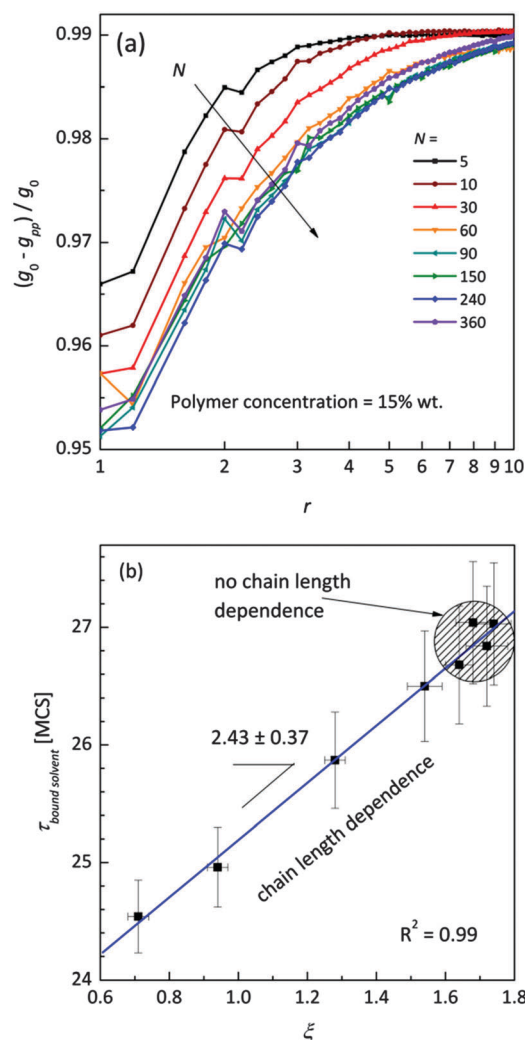 0.99
(a)
N
0.98
N =
5
10
30
60
90
150
240
360
(g₀ - gₚₚ) / g₀
0.97
0.96
Polymer concentration = 15% wt.
0.95
1 2 3 4 5 6 7 8 9 10
r
(b)
no chain length
dependence
27
2.43 ± 0.37
26
τ bound solvent [MCS]
chain length dependence
25
R² = 0.99
24
0.6 0.8 1.0 1.2 1.4 1.6 1.8
ξ